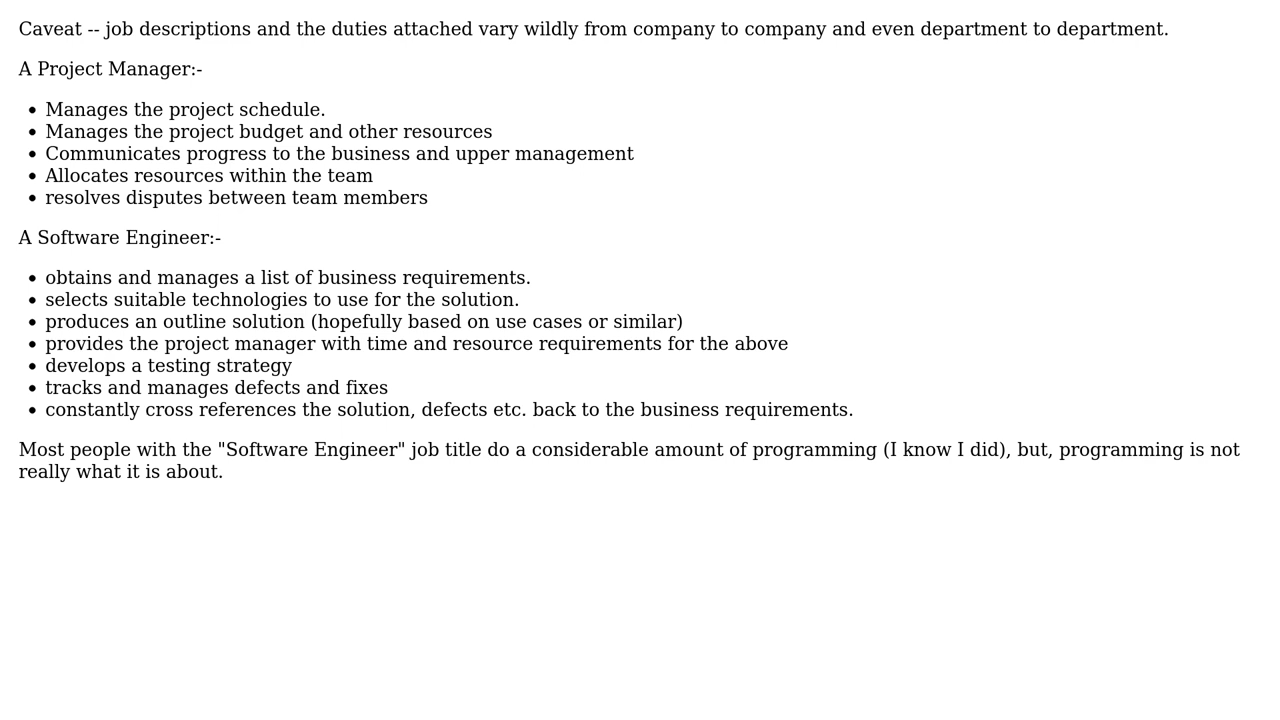 Caveat -- job descriptions and the duties attached vary wildly from company to company and even department to department.
A Project Manager:-
• Manages the project schedule.
• Manages the project budget and other resources
• Communicates progress to the business and upper management
• Allocates resources within the team
• resolves disputes between team members
A Software Engineer:-
• obtains and manages a list of business requirements.
• selects suitable technologies to use for the solution.
• produces an outline solution (hopefully based on use cases or similar)
• provides the project manager with time and resource requirements for the above
• develops a testing strategy
• tracks and manages defects and fixes
• constantly cross references the solution, defects etc. back to the business requirements.
Most people with the "Software Engineer" job title do a considerable amount of programming (I know I did), but, programming is not
really what it is about.